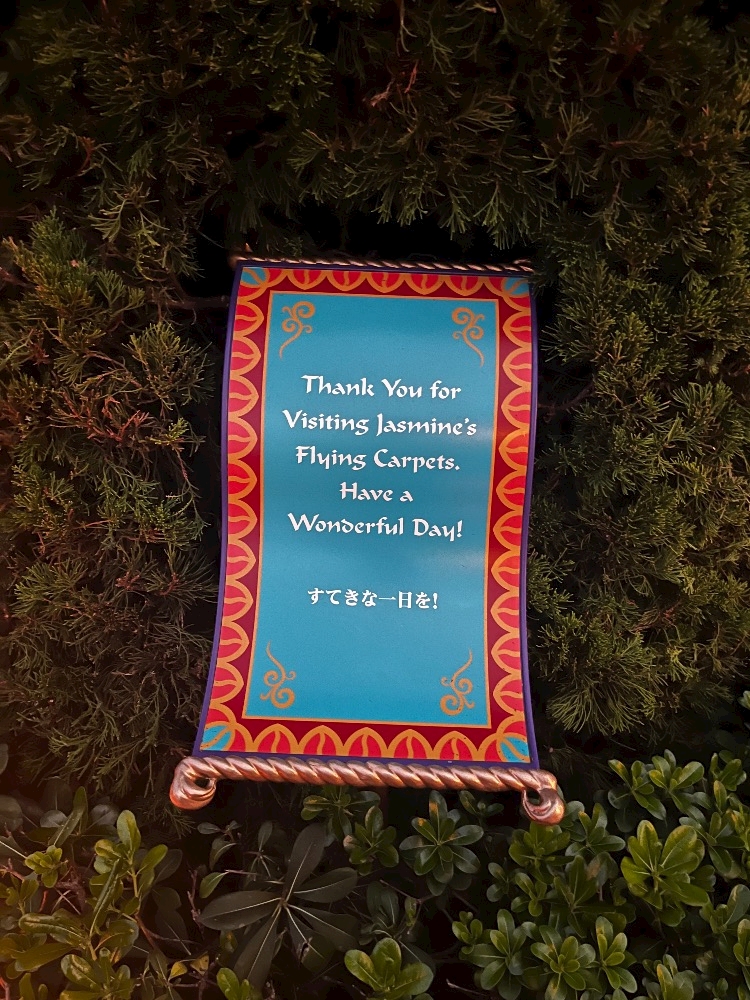 Thank You for
Visiting Jasmine's
Flying Carpets.
Have a
Wonderful Day!
すてきな一日を!